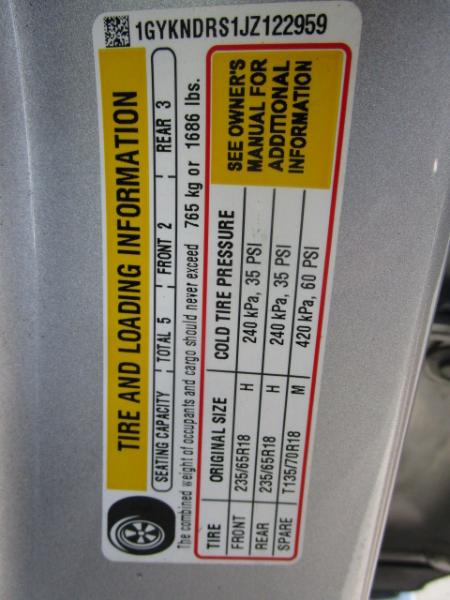 1GYKNDRS1JZ122959
TIRE AND LOADING INFORMATION
SEATING CAPACITY TOTAL 5 FRONT 2 REAR 3
The combined weight of occupants and cargo should never exceed 765 kg or 1686 lbs.
TIRE ORIGINAL SIZE COLD TIRE PRESSURE
FRONT 235/65R18 H 240 kPa, 35 PSI
REAR 235/65R18 H 240 kPa, 35 PSI
SPARE T135/70R18 M 420 kPa, 60 PSI
SEE OWNER'S
MANUAL FOR
ADDITIONAL
INFORMATION